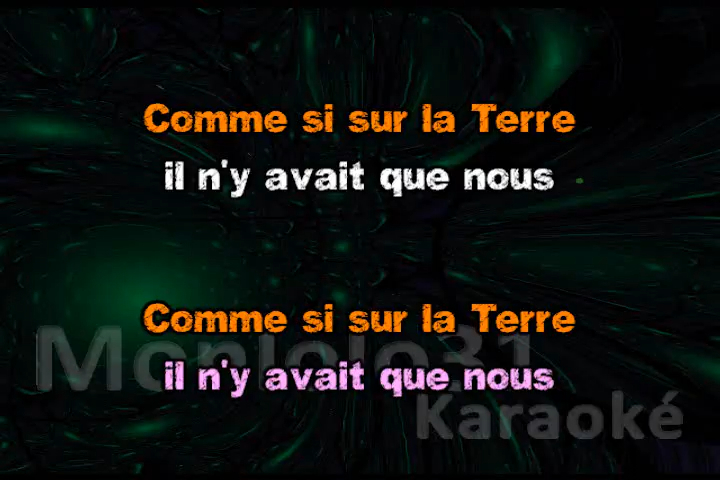 Comme si sur la Terre
il n'y avait que nous
Comme si sur la Terre
il n'y avait que nous
Karaoké